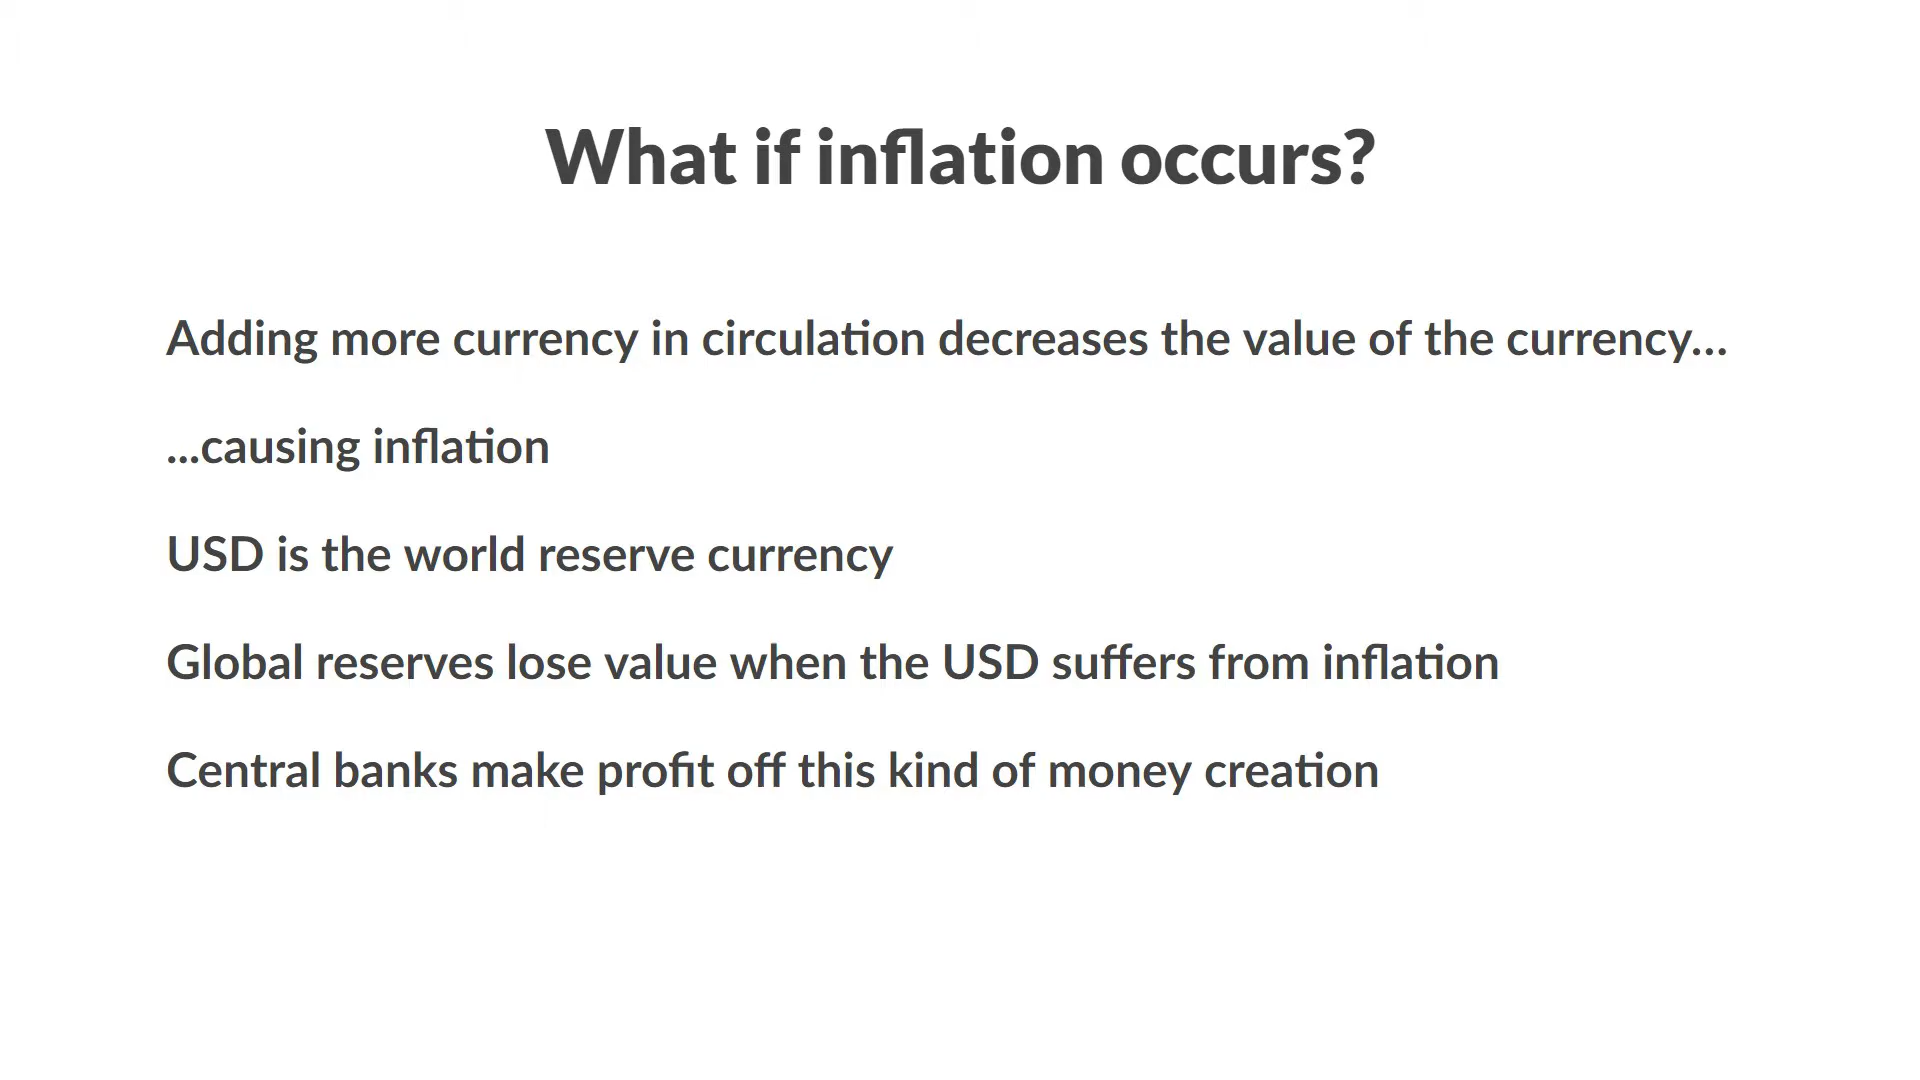 What if inflation occurs?
Adding more currency in circulation decreases the value of the currency...
...causing inflation
USD is the world reserve currency
Global reserves lose value when the USD suffers from inflation
Central banks make profit off this kind of money creation